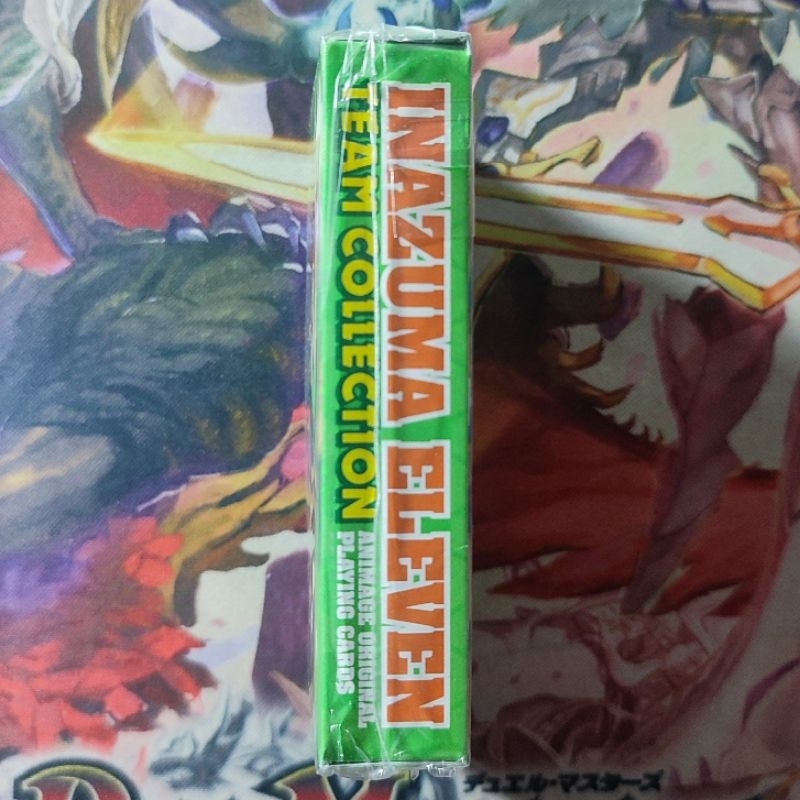 INAZUMA ELEVEN
TEAM COLLECTION
ANIMAGE ORIGINAL
PLAYING CARDS
デュエル・マスターズ